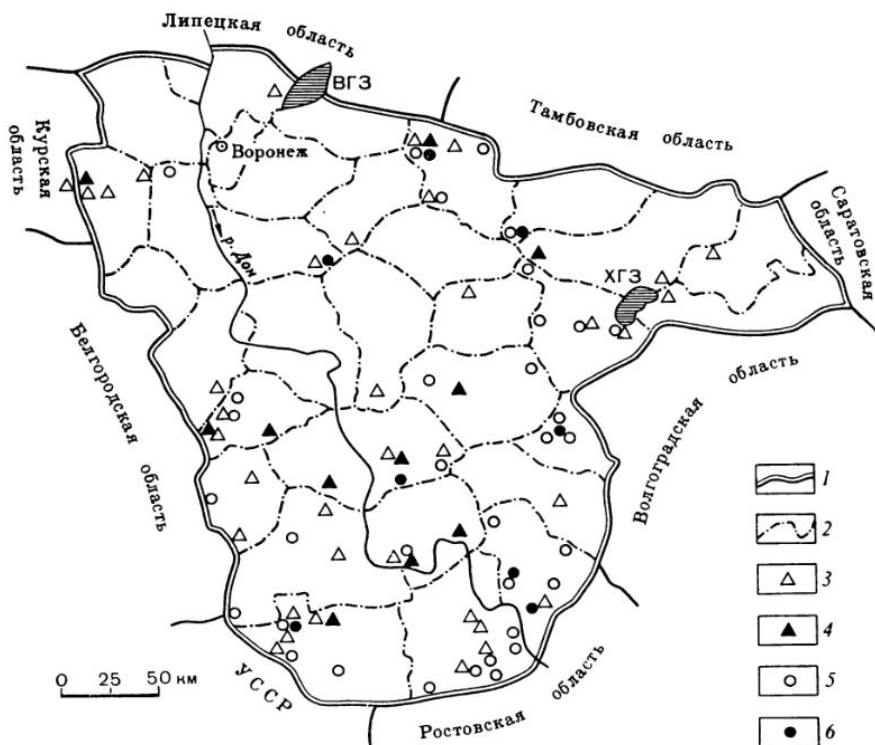 Липецкая область
ВГЗ
Тамбовская область
Курская
область
Воронеж
Саратовская
область
р. Дон
ХГЗ
Белгородская область
Волгоградская область
1
2
3
4
5
6
0 25 50 км
УССР
Ростовская область